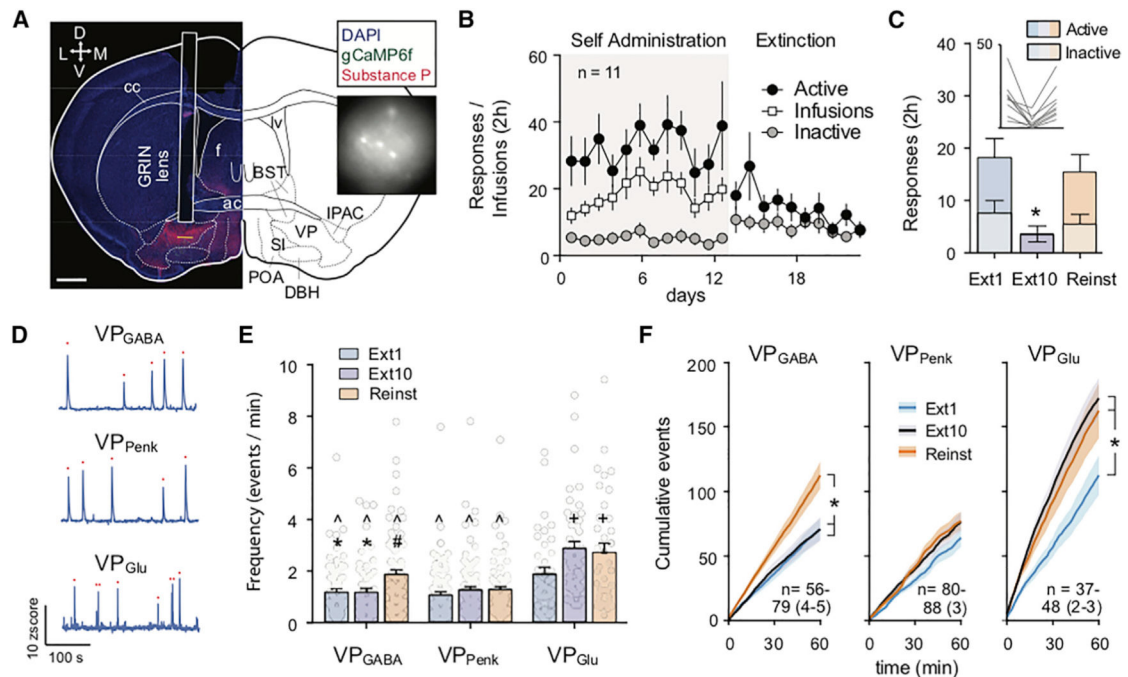 A
D
L M
V
DAPI
gCaMP6f
Substance P
cc
GRIN
lens
lv
f
BST
ac
IPAC
VP
SI
POA
DBH
B
Self Administration Extinction
n = 11
Active
Infusions
Inactive
Responses /
Infusions (2h)
60
40
20
0
0 6 12 18
days
C
Active
Inactive
50
Responses (2h)
40
30
20
10
0
*
Ext1 Ext10 Reinst
D
VPGABA
VPPenk
VPGlu
10 zscore
100 s
E
Ext1
Ext10
Reinst
Frequency (events / min)
10
8
6
4
2
0
^ ^ ^ ^ ^ ^ + +
* * #
VPGABA VPPenk VPGlu
F
VPGABA VPPenk VPGlu
Cumulative events
200
150
100
50
0
Ext1
Ext10
Reinst
*
*
n= 56-
79 (4-5)
n= 80-
88 (3)
n= 37-
48 (2-3)
0 30 60 0 30 60 0 30 60
time (min)